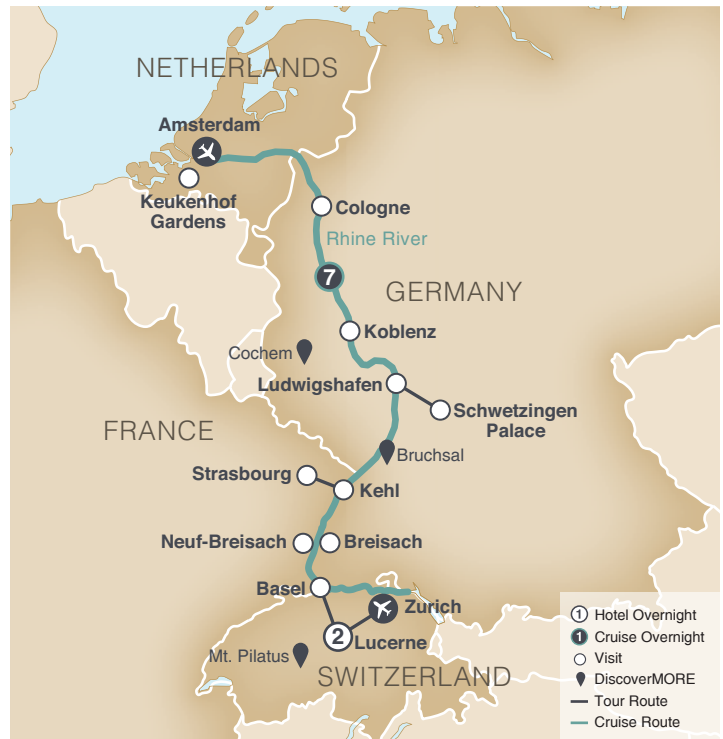 NETHERLANDS
Amsterdam
Keukenhof
Gardens
Cologne
Rhine River
7
GERMANY
Koblenz
Cochem
Ludwigshafen
Schwetzingen
Palace
FRANCE
Bruchsal
Strasbourg
Kehl
Neuf-Breisach
Breisach
Basel
Zurich
2
Lucerne
Mt. Pilatus
SWITZERLAND
1 Hotel Overnight
1 Cruise Overnight
Visit
DiscoverMORE
Tour Route
Cruise Route